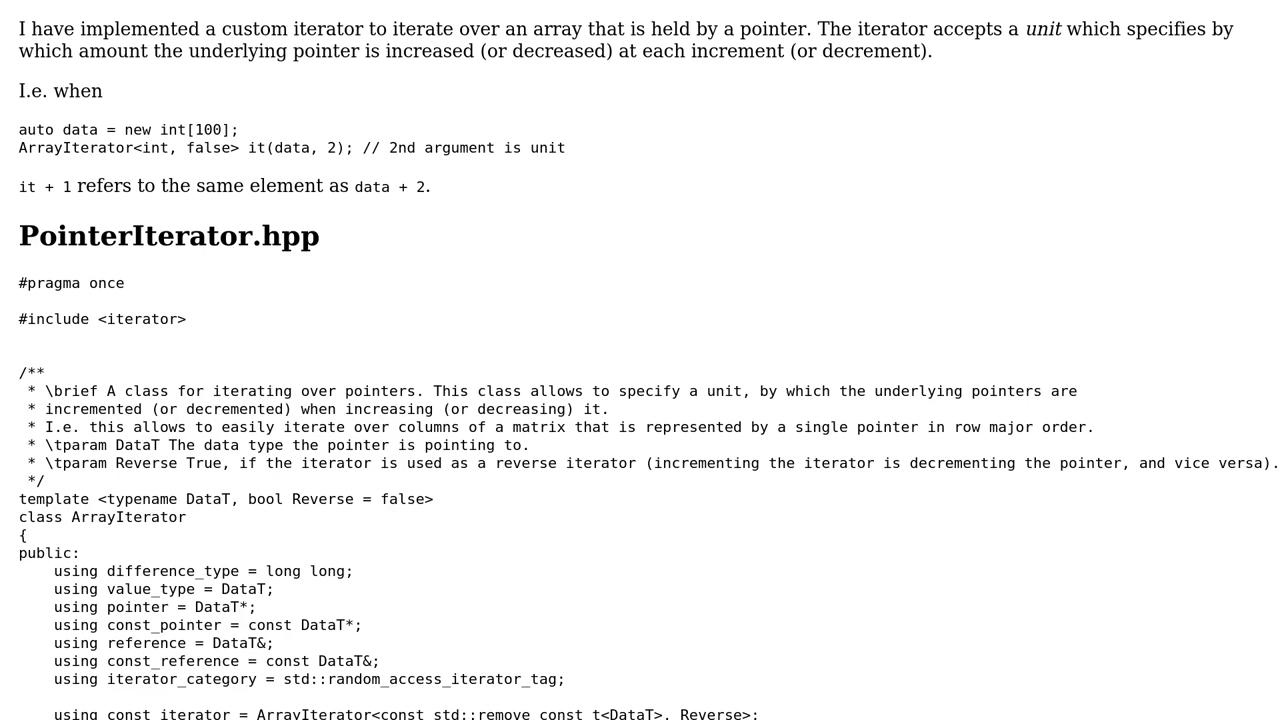 I have implemented a custom iterator to iterate over an array that is held by a pointer. The iterator accepts a unit which specifies by
which amount the underlying pointer is increased (or decreased) at each increment (or decrement).
I.e. when
auto data = new int[100];
ArrayIterator<int, false> it(data, 2); // 2nd argument is unit
it + 1 refers to the same element as data + 2.
PointerIterator.hpp
#pragma once
#include <iterator>
/**
 * \brief A class for iterating over pointers. This class allows to specify a unit, by which the underlying pointers are
 * incremented (or decremented) when increasing (or decreasing) it.
 * I.e. this allows to easily iterate over columns of a matrix that is represented by a single pointer in row major order.
 * \tparam DataT The data type the pointer is pointing to.
 * \tparam Reverse True, if the iterator is used as a reverse iterator (incrementing the iterator is decrementing the pointer, and vice versa).
 */
template <typename DataT, bool Reverse = false>
class ArrayIterator
{
public:
    using difference_type = long long;
    using value_type = DataT;
    using pointer = DataT*;
    using const_pointer = const DataT*;
    using reference = DataT&;
    using const_reference = const DataT&;
    using iterator_category = std::random_access_iterator_tag;
    using const_iterator = ArrayIterator<const std::remove_const_t<DataT>, Reverse>;